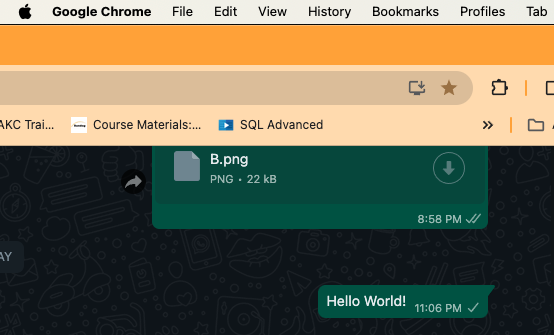 Google Chrome File Edit View History Bookmarks Profiles Tab
AKC Trai... Course Materials:... SQL Advanced »
B.png
PNG • 22 kB
8:58 PM
AY
Hello World! 11:06 PM